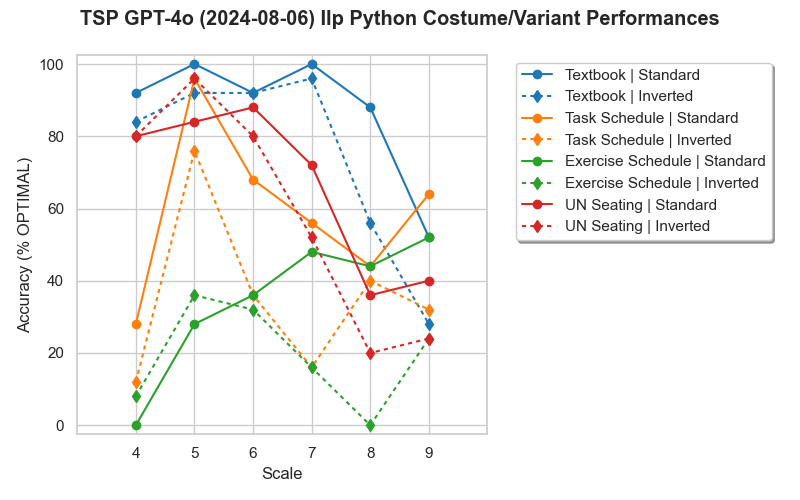 TSP GPT-4o (2024-08-06) Ilp Python Costume/Variant Performances
100
80
60
40
20
0
Accuracy (% OPTIMAL)
4 5 6 7 8 9
Scale
Textbook | Standard
Textbook | Inverted
Task Schedule | Standard
Task Schedule | Inverted
Exercise Schedule | Standard
Exercise Schedule | Inverted
UN Seating | Standard
UN Seating | Inverted